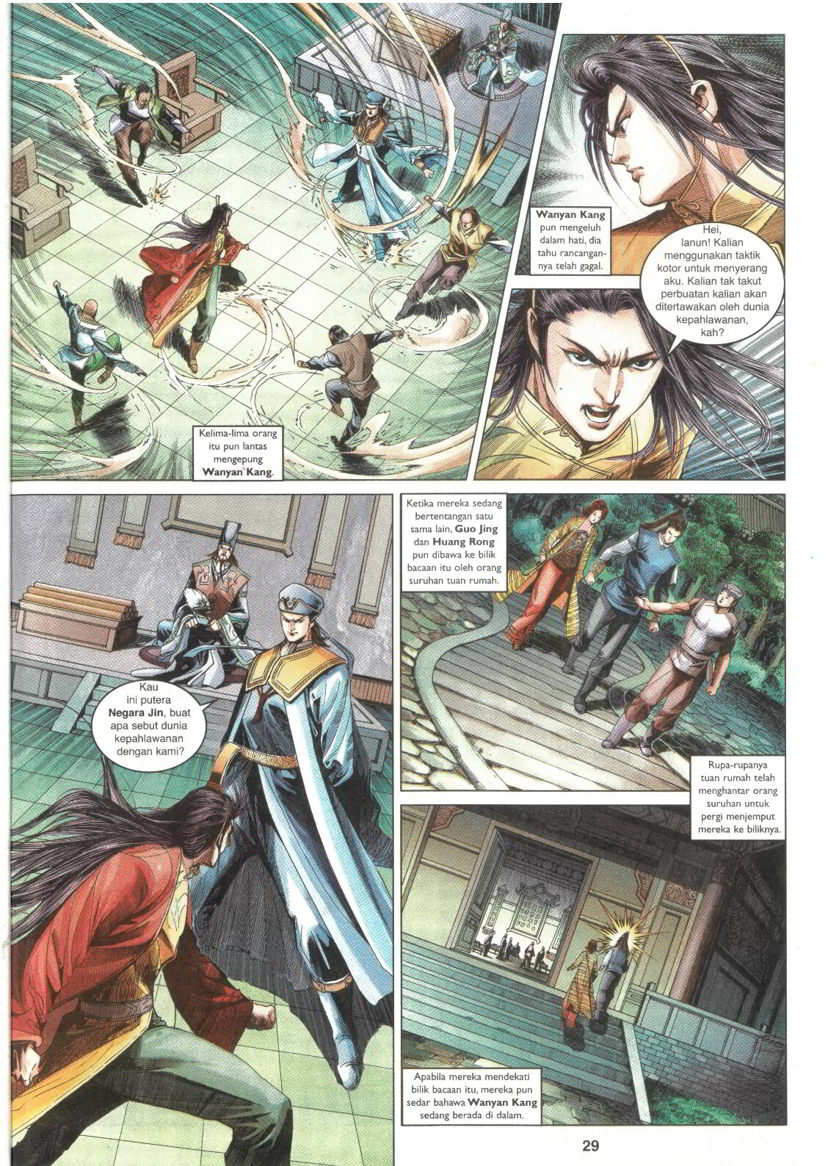 Kelima-lima orang
itu pun lantas
mengepung
Wanyan Kang.
Wanyan Kang
pun mengeluh
dalam hati, dia
tahu rancangan-
nya telah gagal.
Hei,
lanun! Kalian
menggunakan taktik
kotor untuk menyerang
aku. Kalian tak takut
perbuatan kalian akan
ditertawakan oleh dunia
kepahlawanan,
kah?
Kau
ini putera
Negara Jin, buat
apa sebut dunia
kepahlawanan
dengan kami?
Ketika mereka sedang
bertentangan satu
sama lain, Guo Jing
dan Huang Rong
pun dibawa ke bilik
bacaan itu oleh orang
suruhan tuan rumah.
Rupa-rupanya
tuan rumah telah
menghantar orang
suruhan untuk
pergi menjemput
mereka ke biliknya.
Apabila mereka mendekati
bilik bacaan itu, mereka pun
sedar bahawa Wanyan Kang
sedang berada di dalam.
29